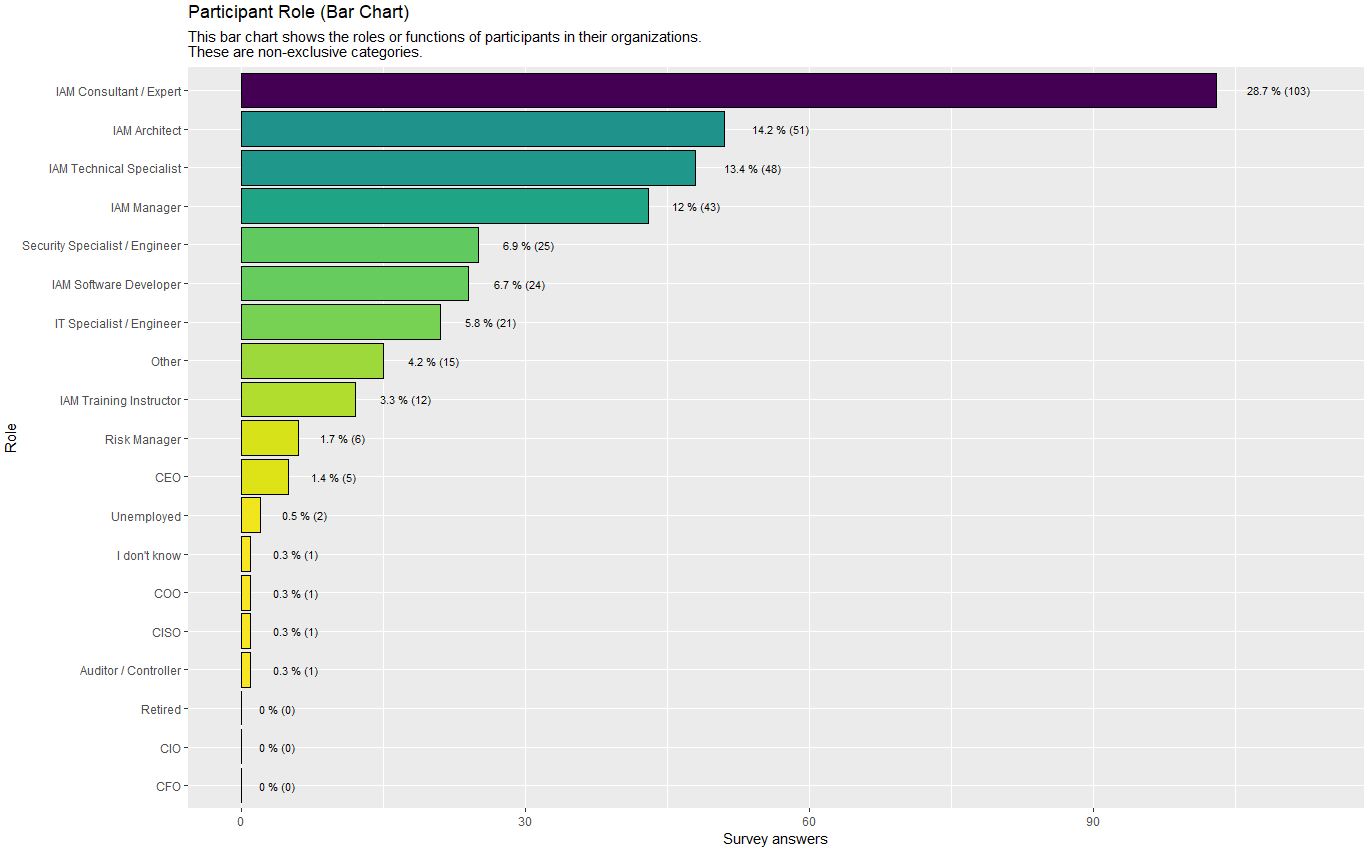 Participant Role (Bar Chart)
This bar chart shows the roles or functions of participants in their organizations.
These are non-exclusive categories.
IAM Consultant / Expert 28.7 % (103)
IAM Architect 14.2 % (51)
IAM Technical Specialist 13.4 % (48)
IAM Manager 12 % (43)
Security Specialist / Engineer 6.9 % (25)
IAM Software Developer 6.7 % (24)
IT Specialist / Engineer 5.8 % (21)
Other 4.2 % (15)
IAM Training Instructor 3.3 % (12)
Role
Risk Manager 1.7 % (6)
CEO 1.4 % (5)
Unemployed 0.5 % (2)
I don't know 0.3 % (1)
COO 0.3 % (1)
CISO 0.3 % (1)
Auditor / Controller 0.3 % (1)
Retired 0 % (0)
CIO 0 % (0)
CFO 0 % (0)
0 30 60 90
Survey answers